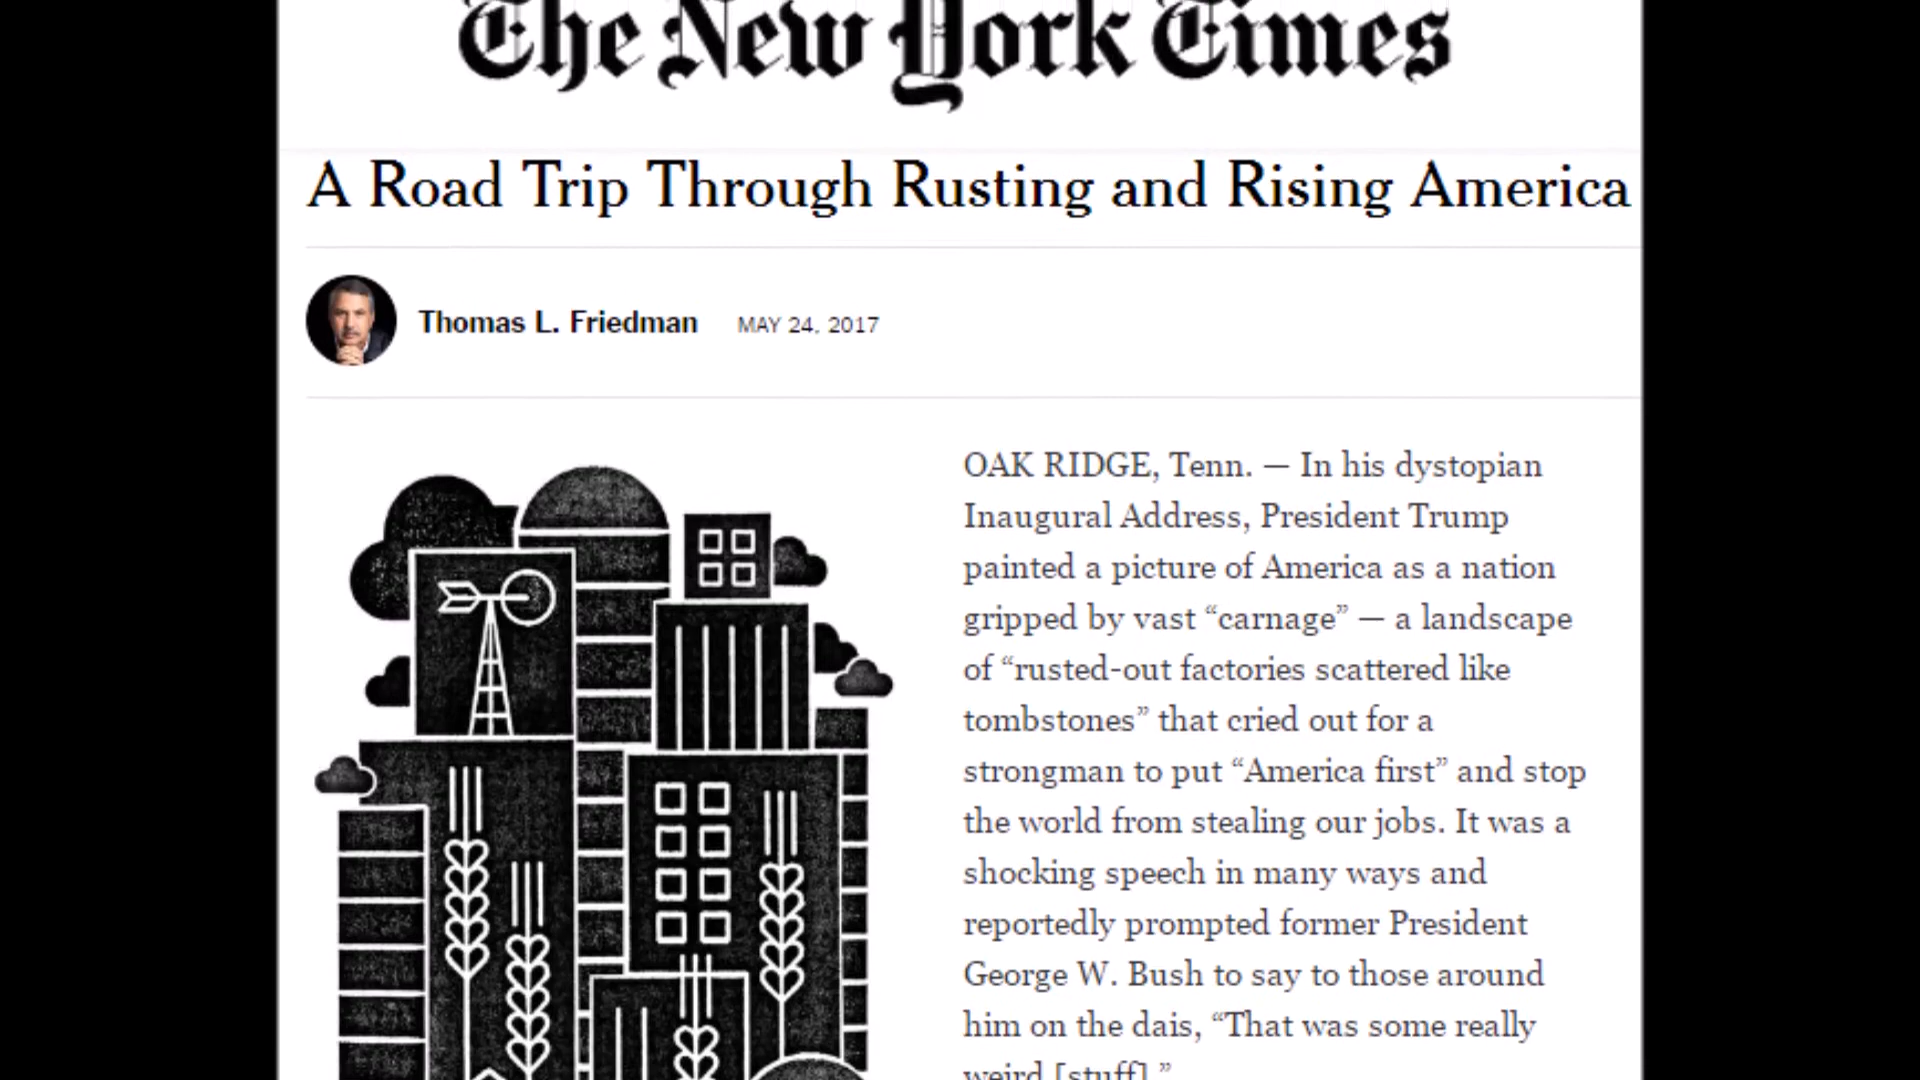 The New York Times
A Road Trip Through Rusting and Rising America
Thomas L. Friedman MAY 24, 2017
OAK RIDGE, Tenn. — In his dystopian
Inaugural Address, President Trump
painted a picture of America as a nation
gripped by vast “carnage” — a landscape
of “rusted-out factories scattered like
tombstones” that cried out for a
strongman to put “America first” and stop
the world from stealing our jobs. It was a
shocking speech in many ways and
reportedly prompted former President
George W. Bush to say to those around
him on the dais, “That was some really
weird [stuff].”